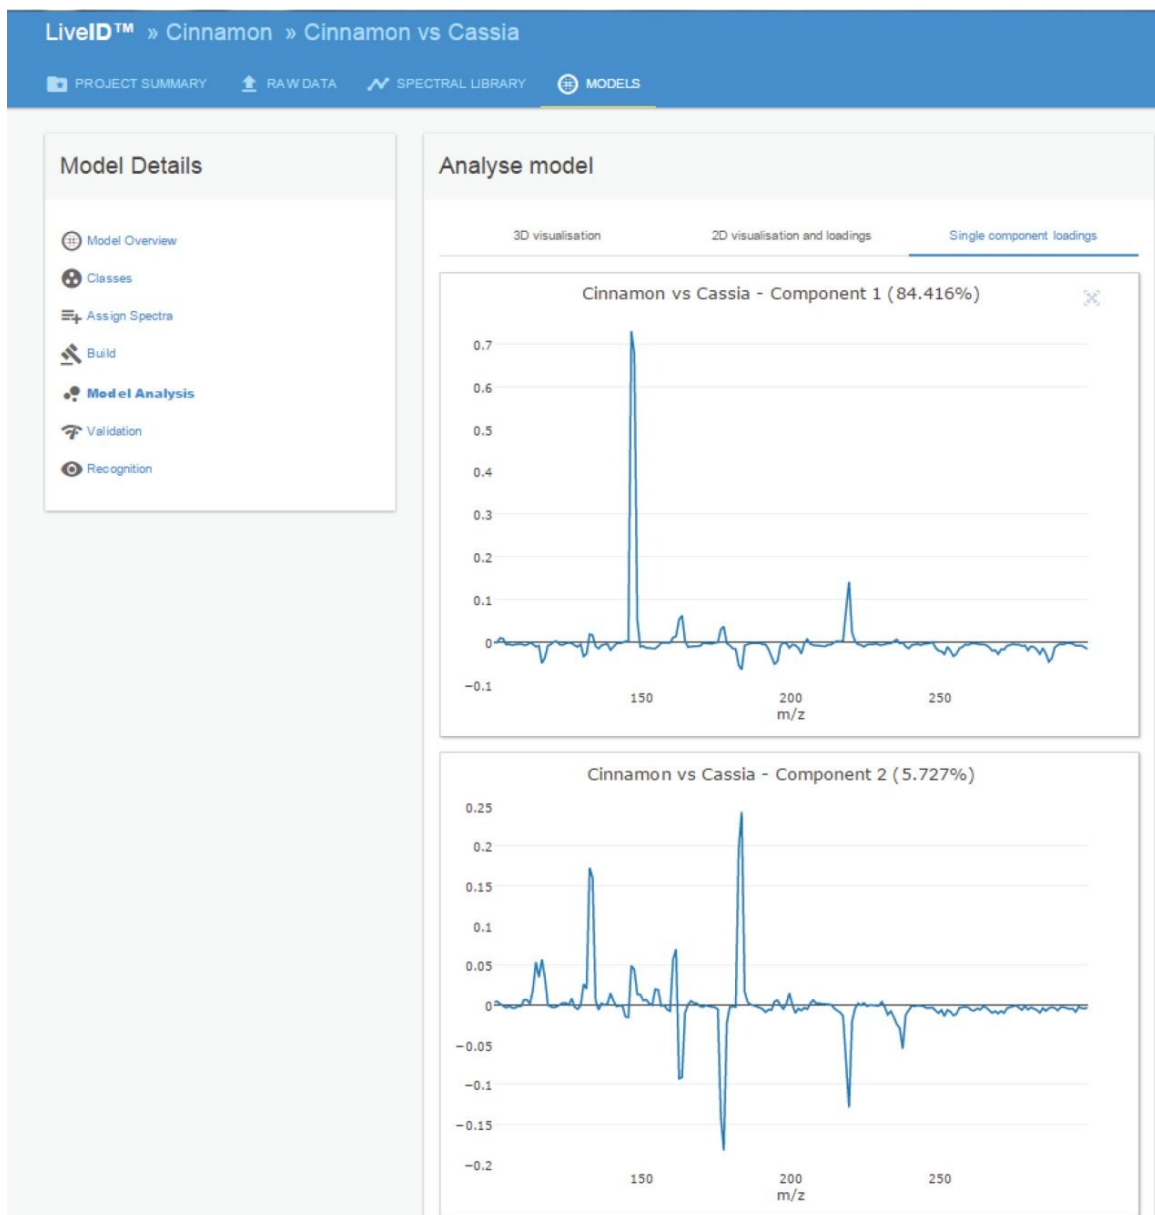 LiveID™ » Cinnamon » Cinnamon vs Cassia
PROJECT SUMMARY RAW DATA SPECTRAL LIBRARY MODELS
Model Details
Model Overview
Classes
Assign Spectra
Build
Model Analysis
Validation
Recognition
Analyse model
3D visualisation 2D visualisation and loadings Single component loadings
Cinnamon vs Cassia - Component 1 (84.416%)
0.7
0.6
0.5
0.4
0.3
0.2
0.1
0
−0.1
150 200 250
m/z
Cinnamon vs Cassia - Component 2 (5.727%)
0.25
0.2
0.15
0.1
0.05
0
−0.05
−0.1
−0.15
−0.2
150 200 250
m/z